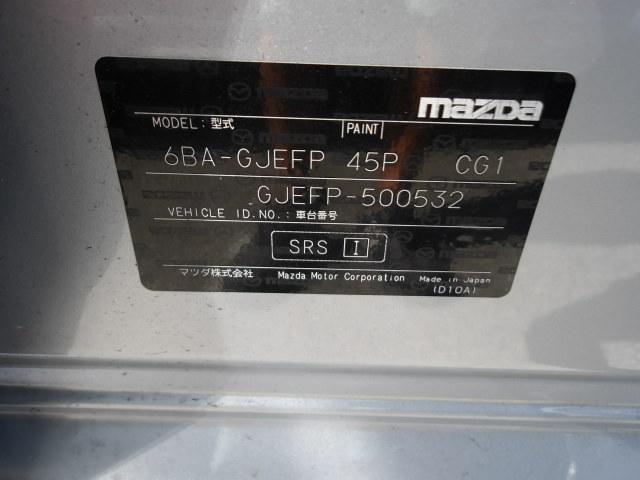 mazda
MODEL：型式 PAINT
6BA-GJEFP 45P CG1
GJEFP-500532
VEHICLE ID.NO.：車台番号
SRS I
マツダ株式会社 Mazda Motor Corporation Made in Japan
(D10A)